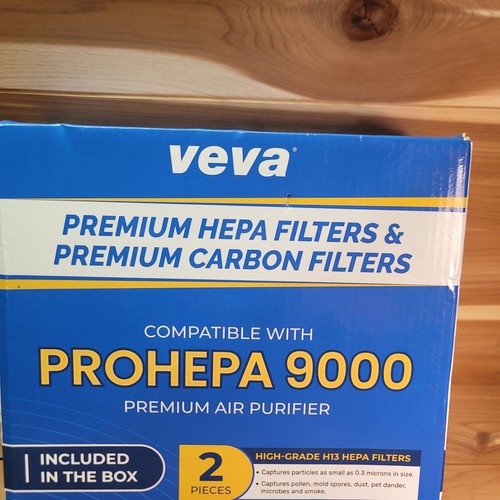 veva
PREMIUM HEPA FILTERS &
PREMIUM CARBON FILTERS
COMPATIBLE WITH
PROHEPA 9000
PREMIUM AIR PURIFIER
INCLUDED
IN THE BOX
2
PIECES
HIGH-GRADE H13 HEPA FILTERS
• Captures particles as small as 0.3 microns in size.
• Captures pollen, mold spores, dust, pet dander,
microbes and smoke.